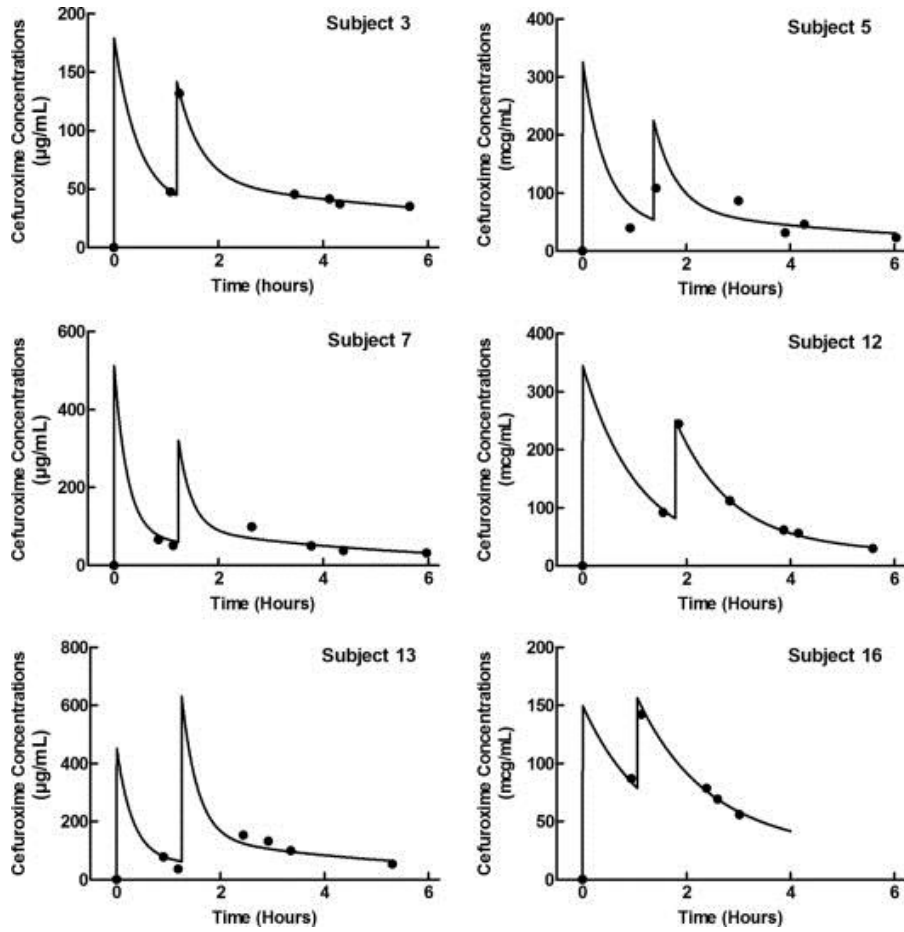 Subject 3
Cefuroxime Concentrations
(µg/mL)
200
150
100
50
0
0 2 4 6
Time (hours)
Subject 5
Cefuroxime Concentrations
(mcg/mL)
400
300
200
100
0
0 2 4 6
Time (Hours)
Subject 7
Cefuroxime Concentrations
(µg/mL)
600
400
200
0
0 2 4 6
Time (Hours)
Subject 12
Cefuroxime Concentrations
(mcg/mL)
400
300
200
100
0
0 2 4 6
Time (Hours)
Subject 13
Cefuroxime Concentrations
(µg/mL)
800
600
400
200
0
0 2 4 6
Time (Hours)
Subject 16
Cefuroxime Concentrations
(mcg/mL)
200
150
100
50
0
0 2 4 6
Time (Hours)